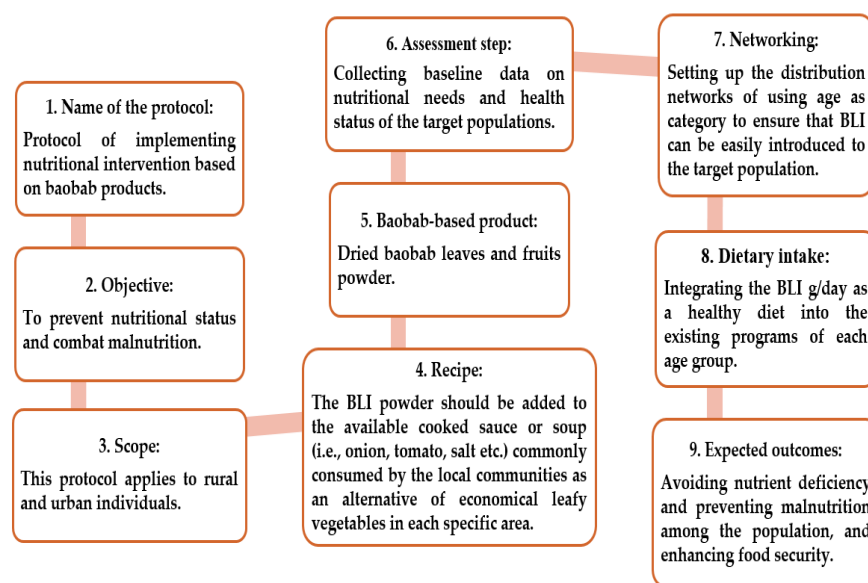 1. Name of the protocol:
Protocol of implementing
nutritional intervention based
on baobab products.
2. Objective:
To prevent nutritional status
and combat malnutrition.
3. Scope:
This protocol applies to rural
and urban individuals.
4. Recipe:
The BLI powder should be added to
the available cooked sauce or soup
(i.e., onion, tomato, salt etc.) commonly
consumed by the local communities as
an alternative of economical leafy
vegetables in each specific area.
5. Baobab-based product:
Dried baobab leaves and fruits
powder.
6. Assessment step:
Collecting baseline data on
nutritional needs and health
status of the target populations.
7. Networking:
Setting up the distribution
networks of using age as
category to ensure that BLI
can be easily introduced to
the target population.
8. Dietary intake:
Integrating the BLI g/day as
a healthy diet into the
existing programs of each
age group.
9. Expected outcomes:
Avoiding nutrient deficiency
and preventing malnutrition
among the population, and
enhancing food security.